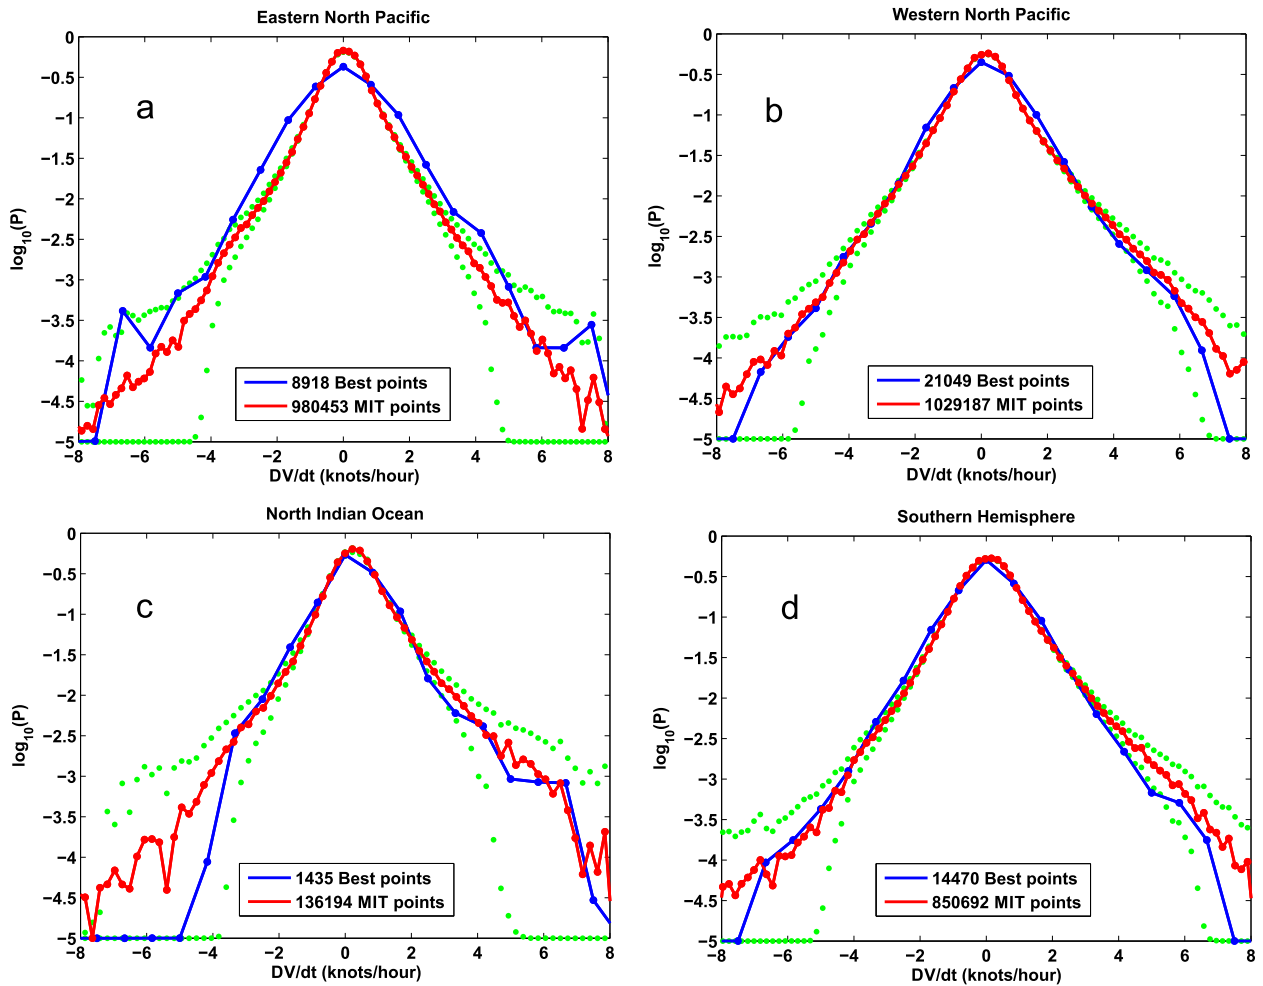 Eastern North Pacific
a
0
−0.5
−1
−1.5
−2
−2.5
−3
−3.5
−4
−4.5
−5
log10(P)
8918 Best points
980453 MIT points
−8 −6 −4 −2 0 2 4 6 8
DV/dt (knots/hour)
Western North Pacific
b
0
−0.5
−1
−1.5
−2
−2.5
−3
−3.5
−4
−4.5
−5
log10(P)
21049 Best points
1029187 MIT points
−8 −6 −4 −2 0 2 4 6 8
DV/dt (knots/hour)
North Indian Ocean
c
0
−0.5
−1
−1.5
−2
−2.5
−3
−3.5
−4
−4.5
−5
log10(P)
1435 Best points
136194 MIT points
−8 −6 −4 −2 0 2 4 6 8
DV/dt (knots/hour)
Southern Hemisphere
d
0
−0.5
−1
−1.5
−2
−2.5
−3
−3.5
−4
−4.5
−5
log10(P)
14470 Best points
850692 MIT points
−8 −6 −4 −2 0 2 4 6 8
DV/dt (knots/hour)